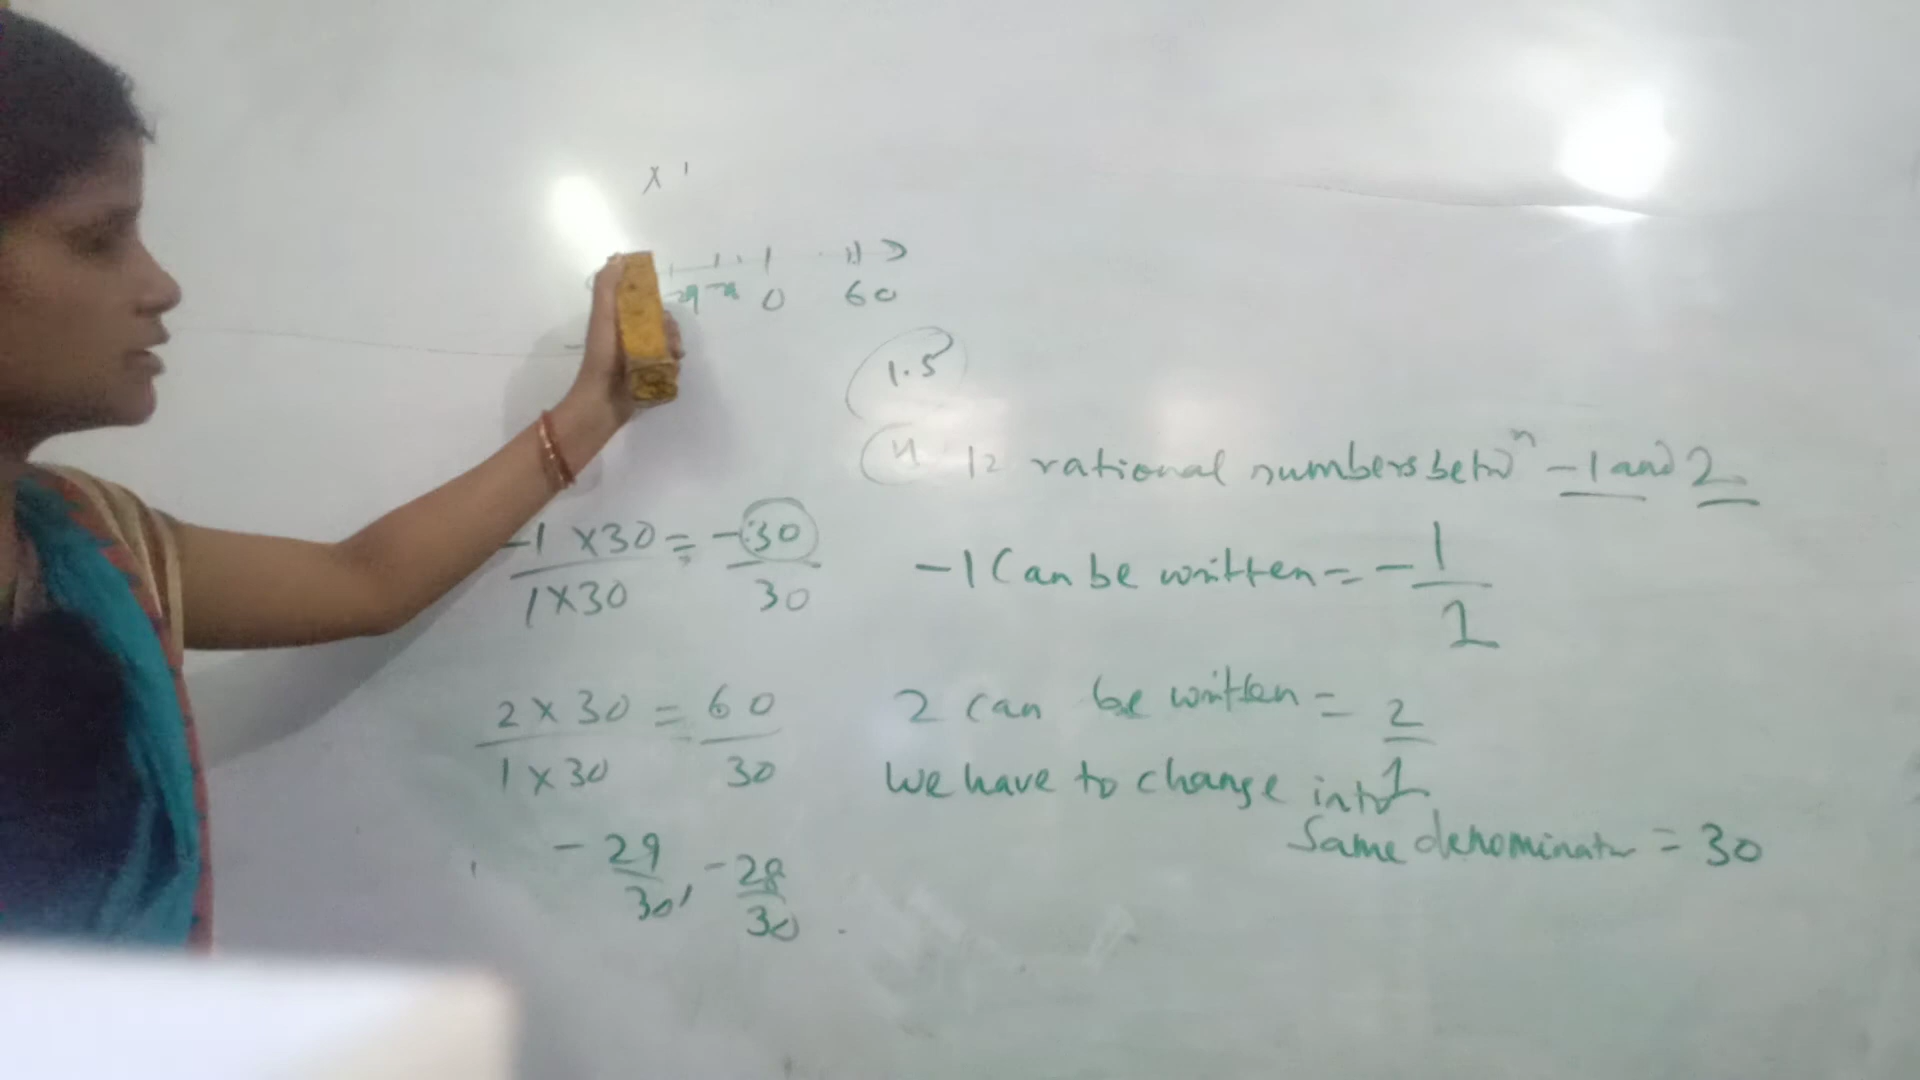 X '
-29 -28 0 60
1.5
4 12 rational numbers betwⁿ -1 and 2
-1 × 30 = -30
1 × 30 30
-1 Can be written = - 1
1
2 × 30 = 60
1 × 30 30
2 can be written = 2
1
We have to change into
Same denominator = 30
-29 , -28
30 30